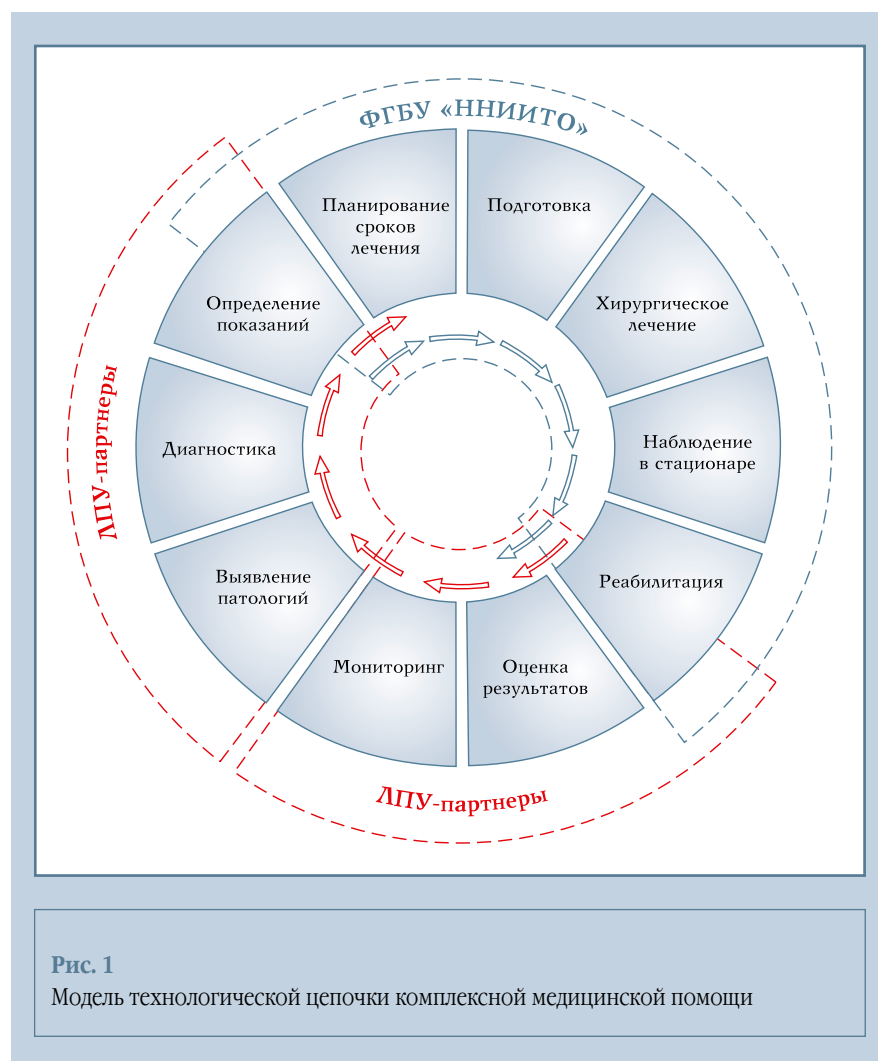 ФГБУ «ННИИТО»
Планирование
сроков
лечения
Подготовка
Хирургическое
лечение
Наблюдение
в стационаре
Реабилитация
Оценка
результатов
Мониторинг
Выявление
патологий
Диагностика
Определение
показаний
ЛПУ-партнеры
ЛПУ-партнеры
Рис. 1
Модель технологической цепочки комплексной медицинской помощи